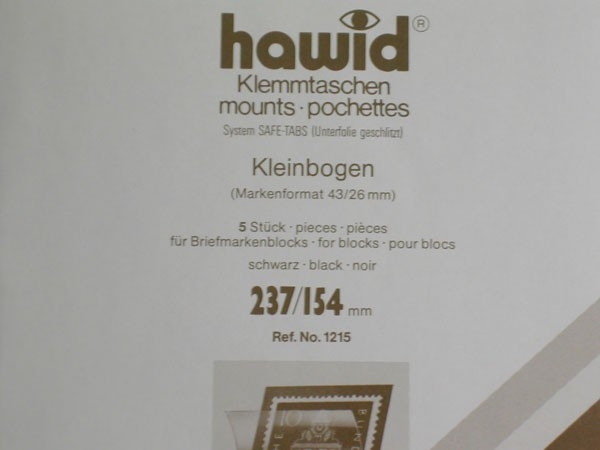 hawid®
Klemmtaschen
mounts · pochettes
System SAFE-TABS (Unterfolie geschlitzt)
Kleinbogen
(Markenformat 43/26 mm)
5 Stück · pieces · pièces
für Briefmarkenblocks · for blocks · pour blocs
schwarz · black · noir
237/154 mm
Ref. No. 1215
10